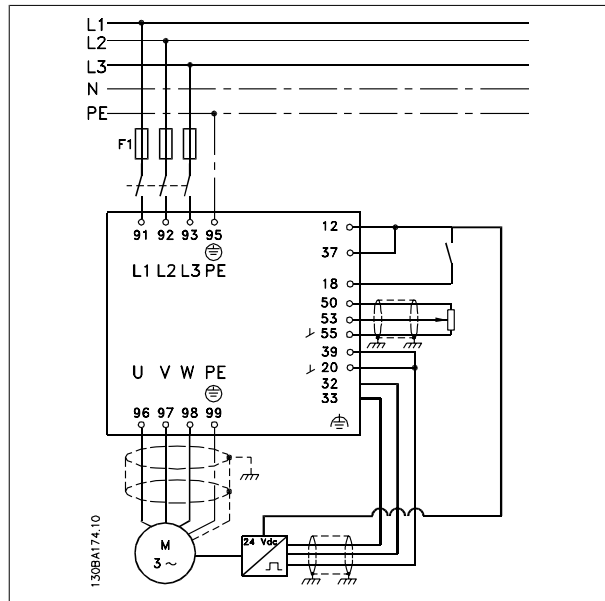 L1
L2
L3
N
PE
F1
91 92 93 95
L1 L2 L3 PE
12
37
18
50
53
55
39
20
32
33
U V W PE
96 97 98 99
M
3 ~
24 Vdc
130BA174.10